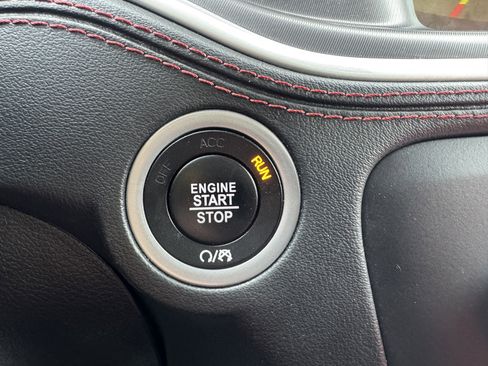 OFF ACC RUN
ENGINE
START
STOP